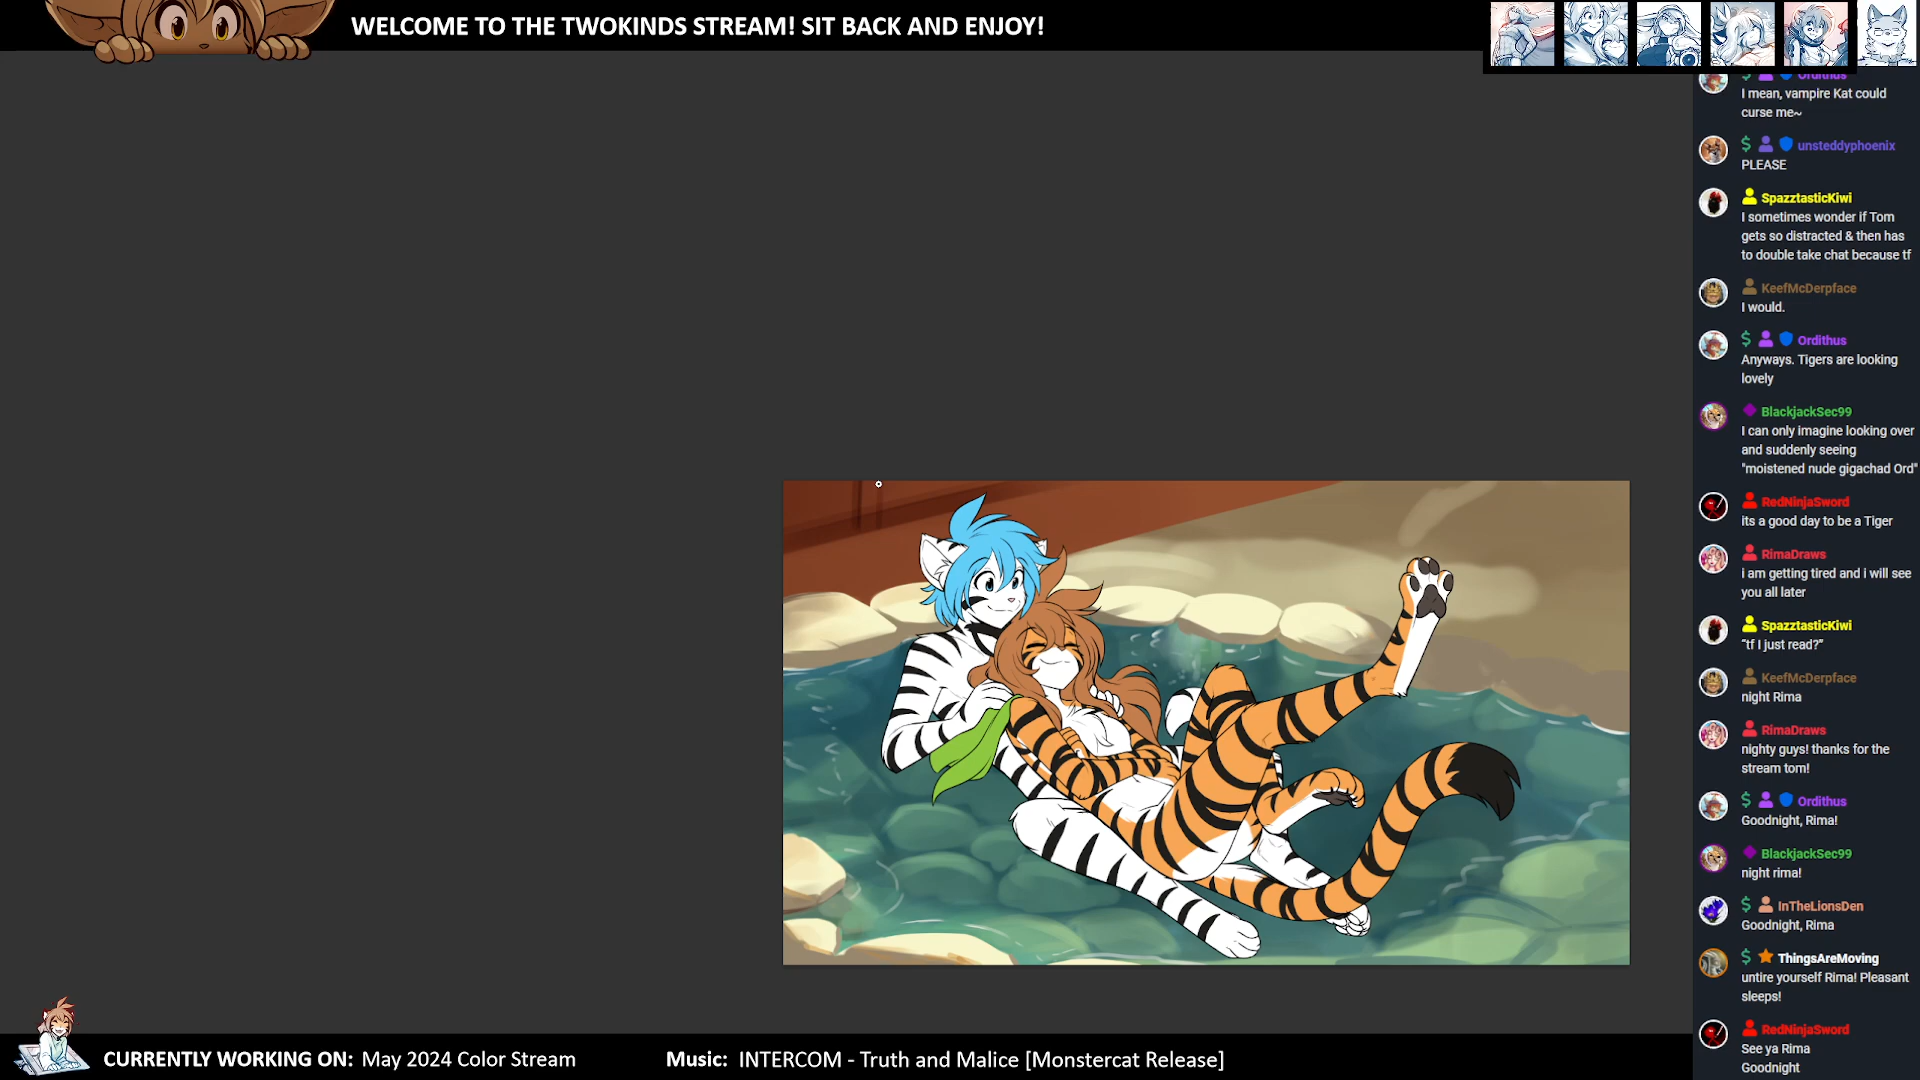 WELCOME TO THE TWOKINDS STREAM! SIT BACK AND ENJOY!
Ordithus
I mean, vampire Kat could
curse me~
unsteddyphoenix
PLEASE
SpazztasticKiwi
I sometimes wonder if Tom
gets so distracted & then has
to double take chat because tf
KeefMcDerpface
I would.
Ordithus
Anyways. Tigers are looking
lovely
BlackjackSec99
I can only imagine looking over
and suddenly seeing
"moistened nude gigachad Ord"
RedNinjaSword
its a good day to be a Tiger
RimaDraws
i am getting tired and i will see
you all later
SpazztasticKiwi
“tf I just read?”
KeefMcDerpface
night Rima
RimaDraws
nighty guys! thanks for the
stream tom!
Ordithus
Goodnight, Rima!
BlackjackSec99
night rima!
InTheLionsDen
Goodnight, Rima
ThingsAreMoving
untire yourself Rima! Pleasant
sleeps!
RedNinjaSword
See ya Rima
Goodnight
CURRENTLY WORKING ON: May 2024 Color Stream
Music: INTERCOM - Truth and Malice [Monstercat Release]